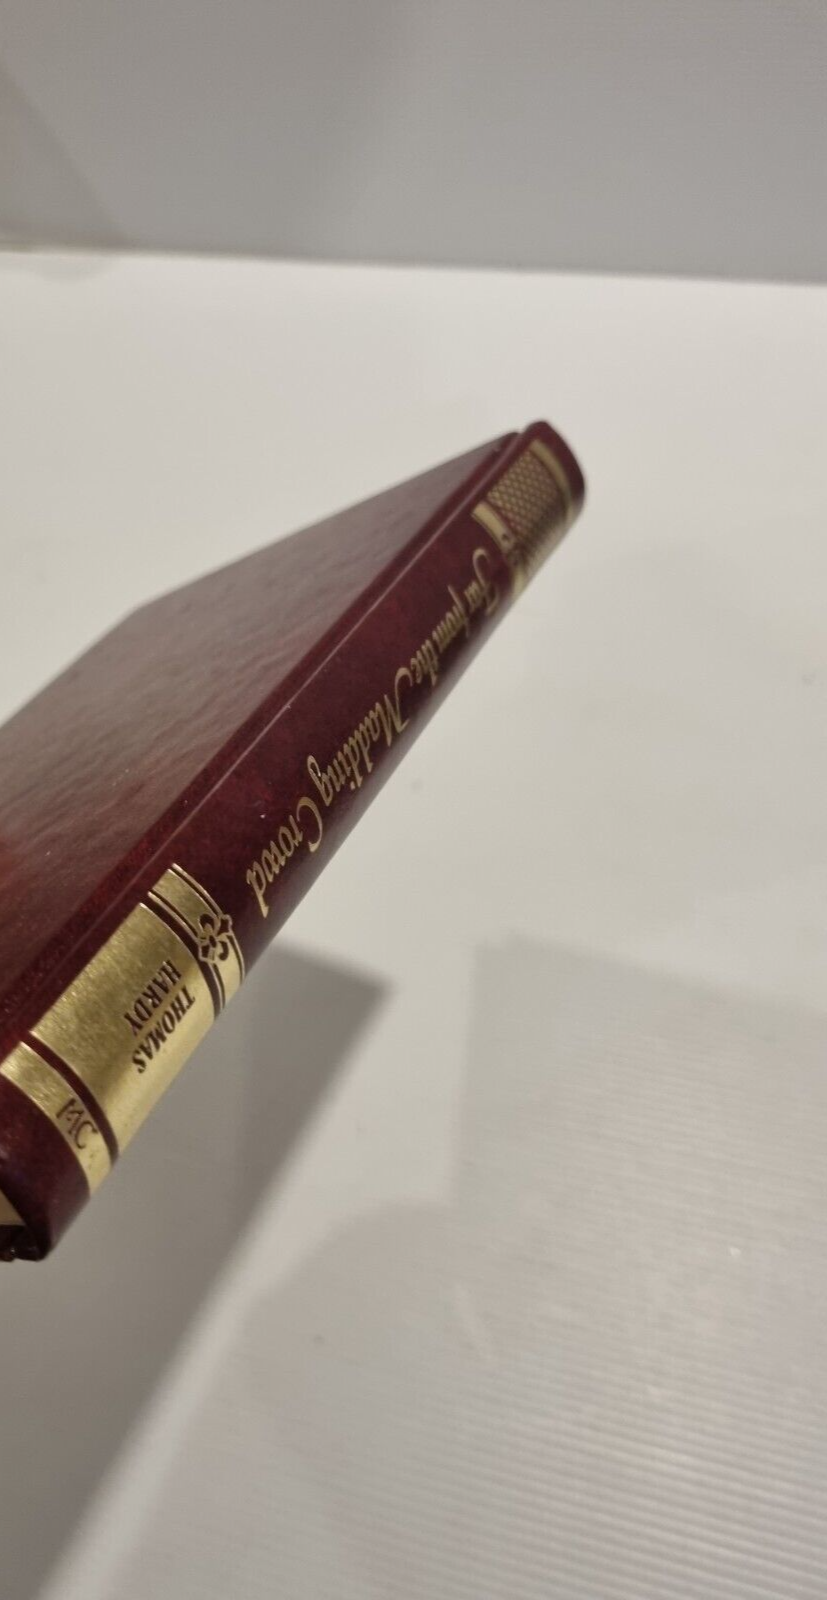 Far from the Madding Crowd
THOMAS
HARDY
MC